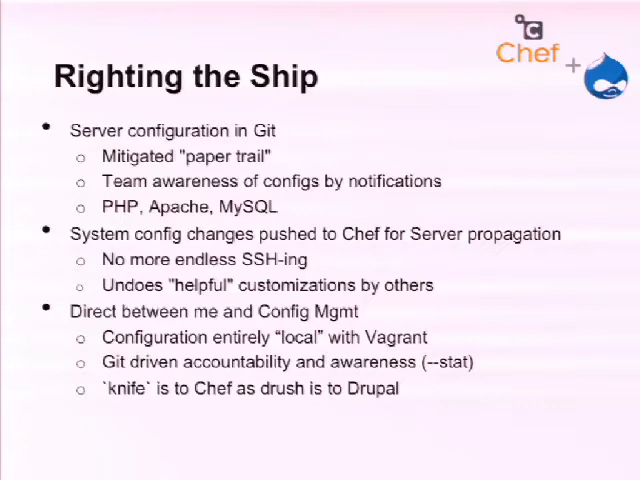 Chef
+
Righting the Ship
• Server configuration in Git
o Mitigated "paper trail"
o Team awareness of configs by notifications
o PHP, Apache, MySQL
• System config changes pushed to Chef for Server propagation
o No more endless SSH-ing
o Undoes "helpful" customizations by others
• Direct between me and Config Mgmt
o Configuration entirely “local” with Vagrant
o Git driven accountability and awareness (--stat)
o `knife` is to Chef as drush is to Drupal